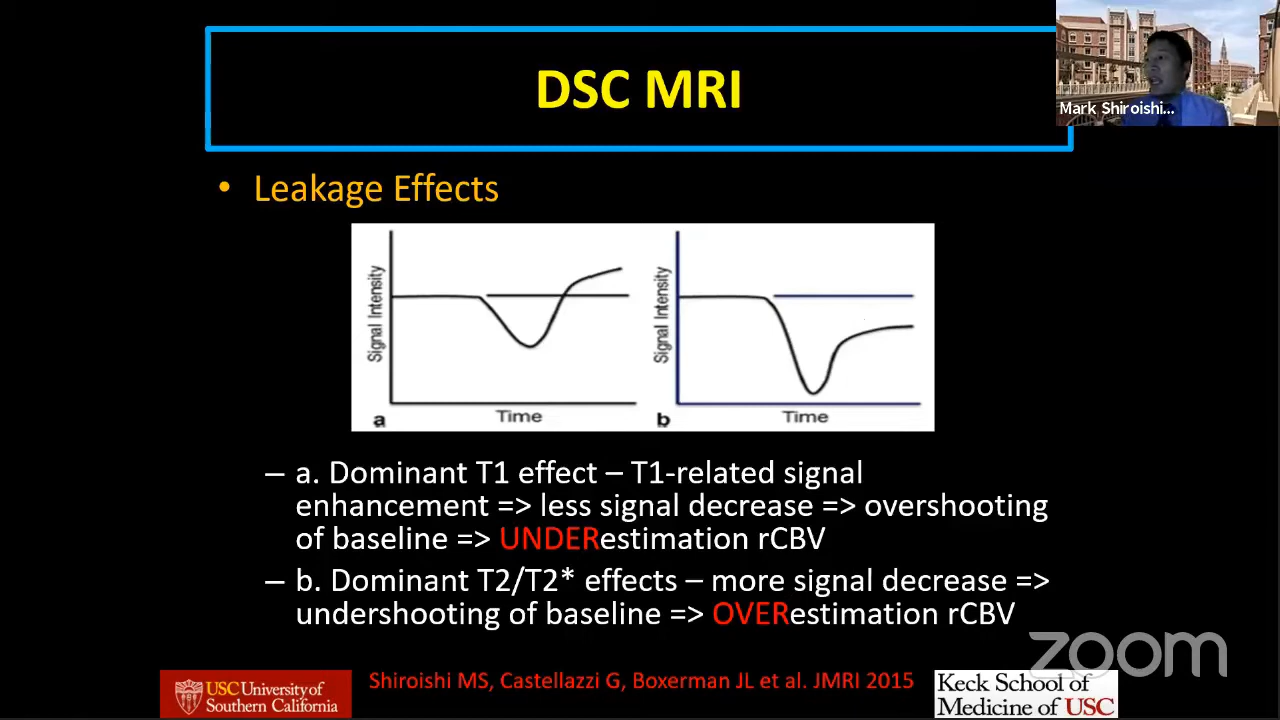 DSC MRI
Mark Shiroishi...
• Leakage Effects
Signal Intensity
Time
a
Signal Intensity
Time
b
– a. Dominant T1 effect – T1-related signal
enhancement => less signal decrease => overshooting
of baseline => UNDERestimation rCBV
– b. Dominant T2/T2* effects – more signal decrease =>
undershooting of baseline => OVERestimation rCBV
zoom
USC University of
Southern California
Shiroishi MS, Castellazzi G, Boxerman JL et al. JMRI 2015
Keck School of
Medicine of USC